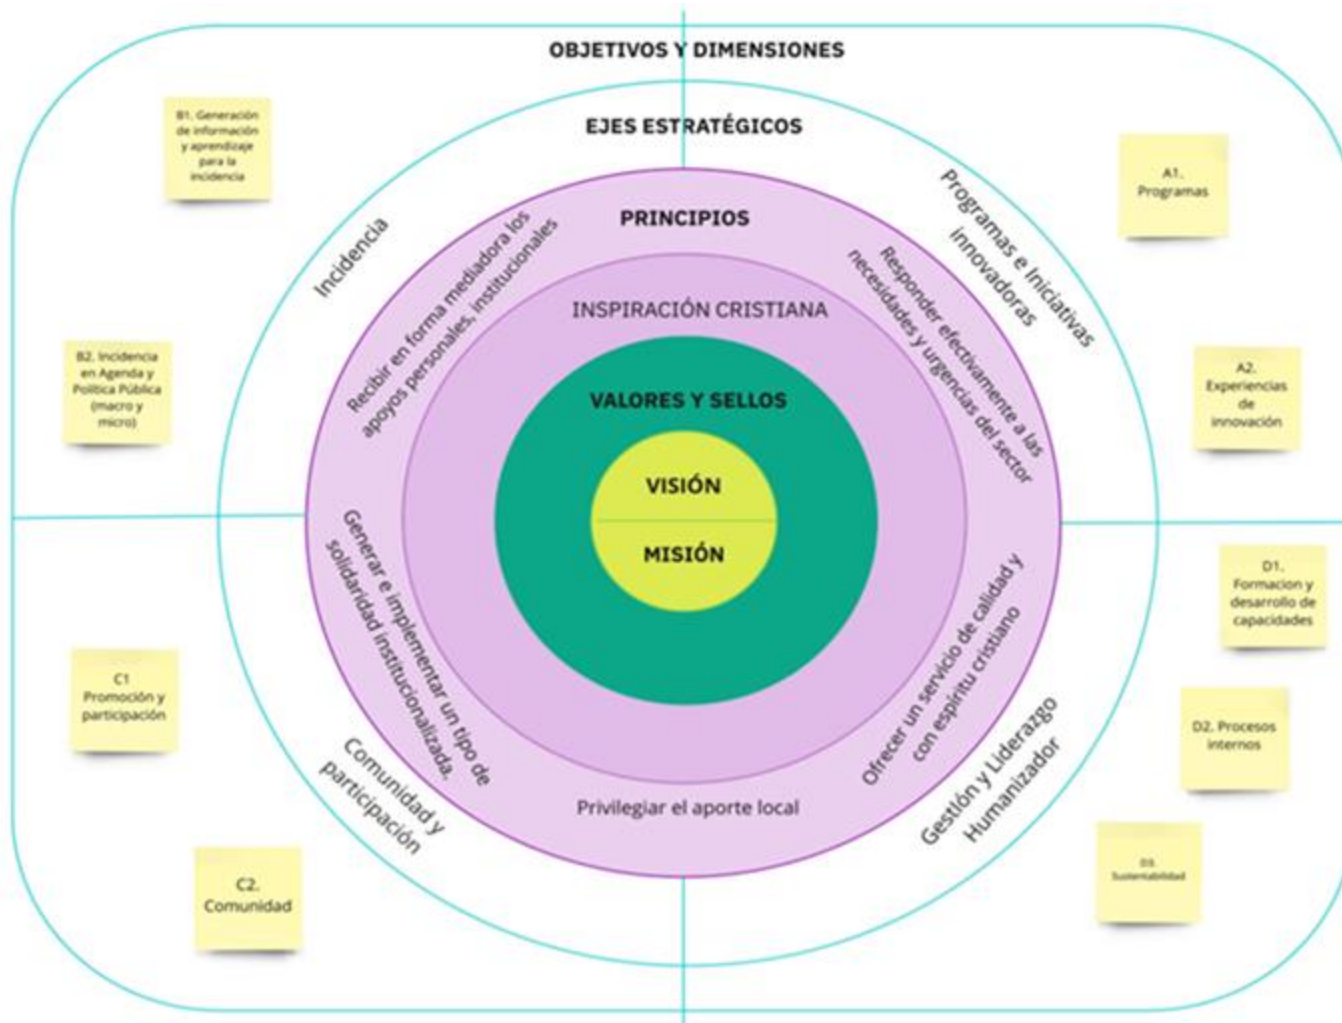 OBJETIVOS Y DIMENSIONES
EJES ESTRATÉGICOS
PRINCIPIOS
INSPIRACIÓN CRISTIANA
VALORES Y SELLOS
VISIÓN
MISIÓN
B1. Generación
de información
y aprendizaje
para la
incidencia
B2. Incidencia
en Agenda y
Política Pública
(macro y
micro)
Incidencia
Recibir en forma mediadora los
apoyos personales, institucionales
Programas e Iniciativas
innovadoras
Responder efectivamente a las
necesidades y urgencias del sector
A1.
Programas
A2.
Experiencias
de
innovación
Generar e implementar un tipo de
solidaridad institucionalizada.
Comunidad y
participación
C1
Promoción y
participación
C2.
Comunidad
Privilegiar el aporte local
Ofrecer un servicio de calidad y
con espíritu cristiano
Gestión y Liderazgo
Humanizador
D1.
Formacion y
desarrollo de
capacidades
D2. Procesos
internos
D3.
Sustentabilidad